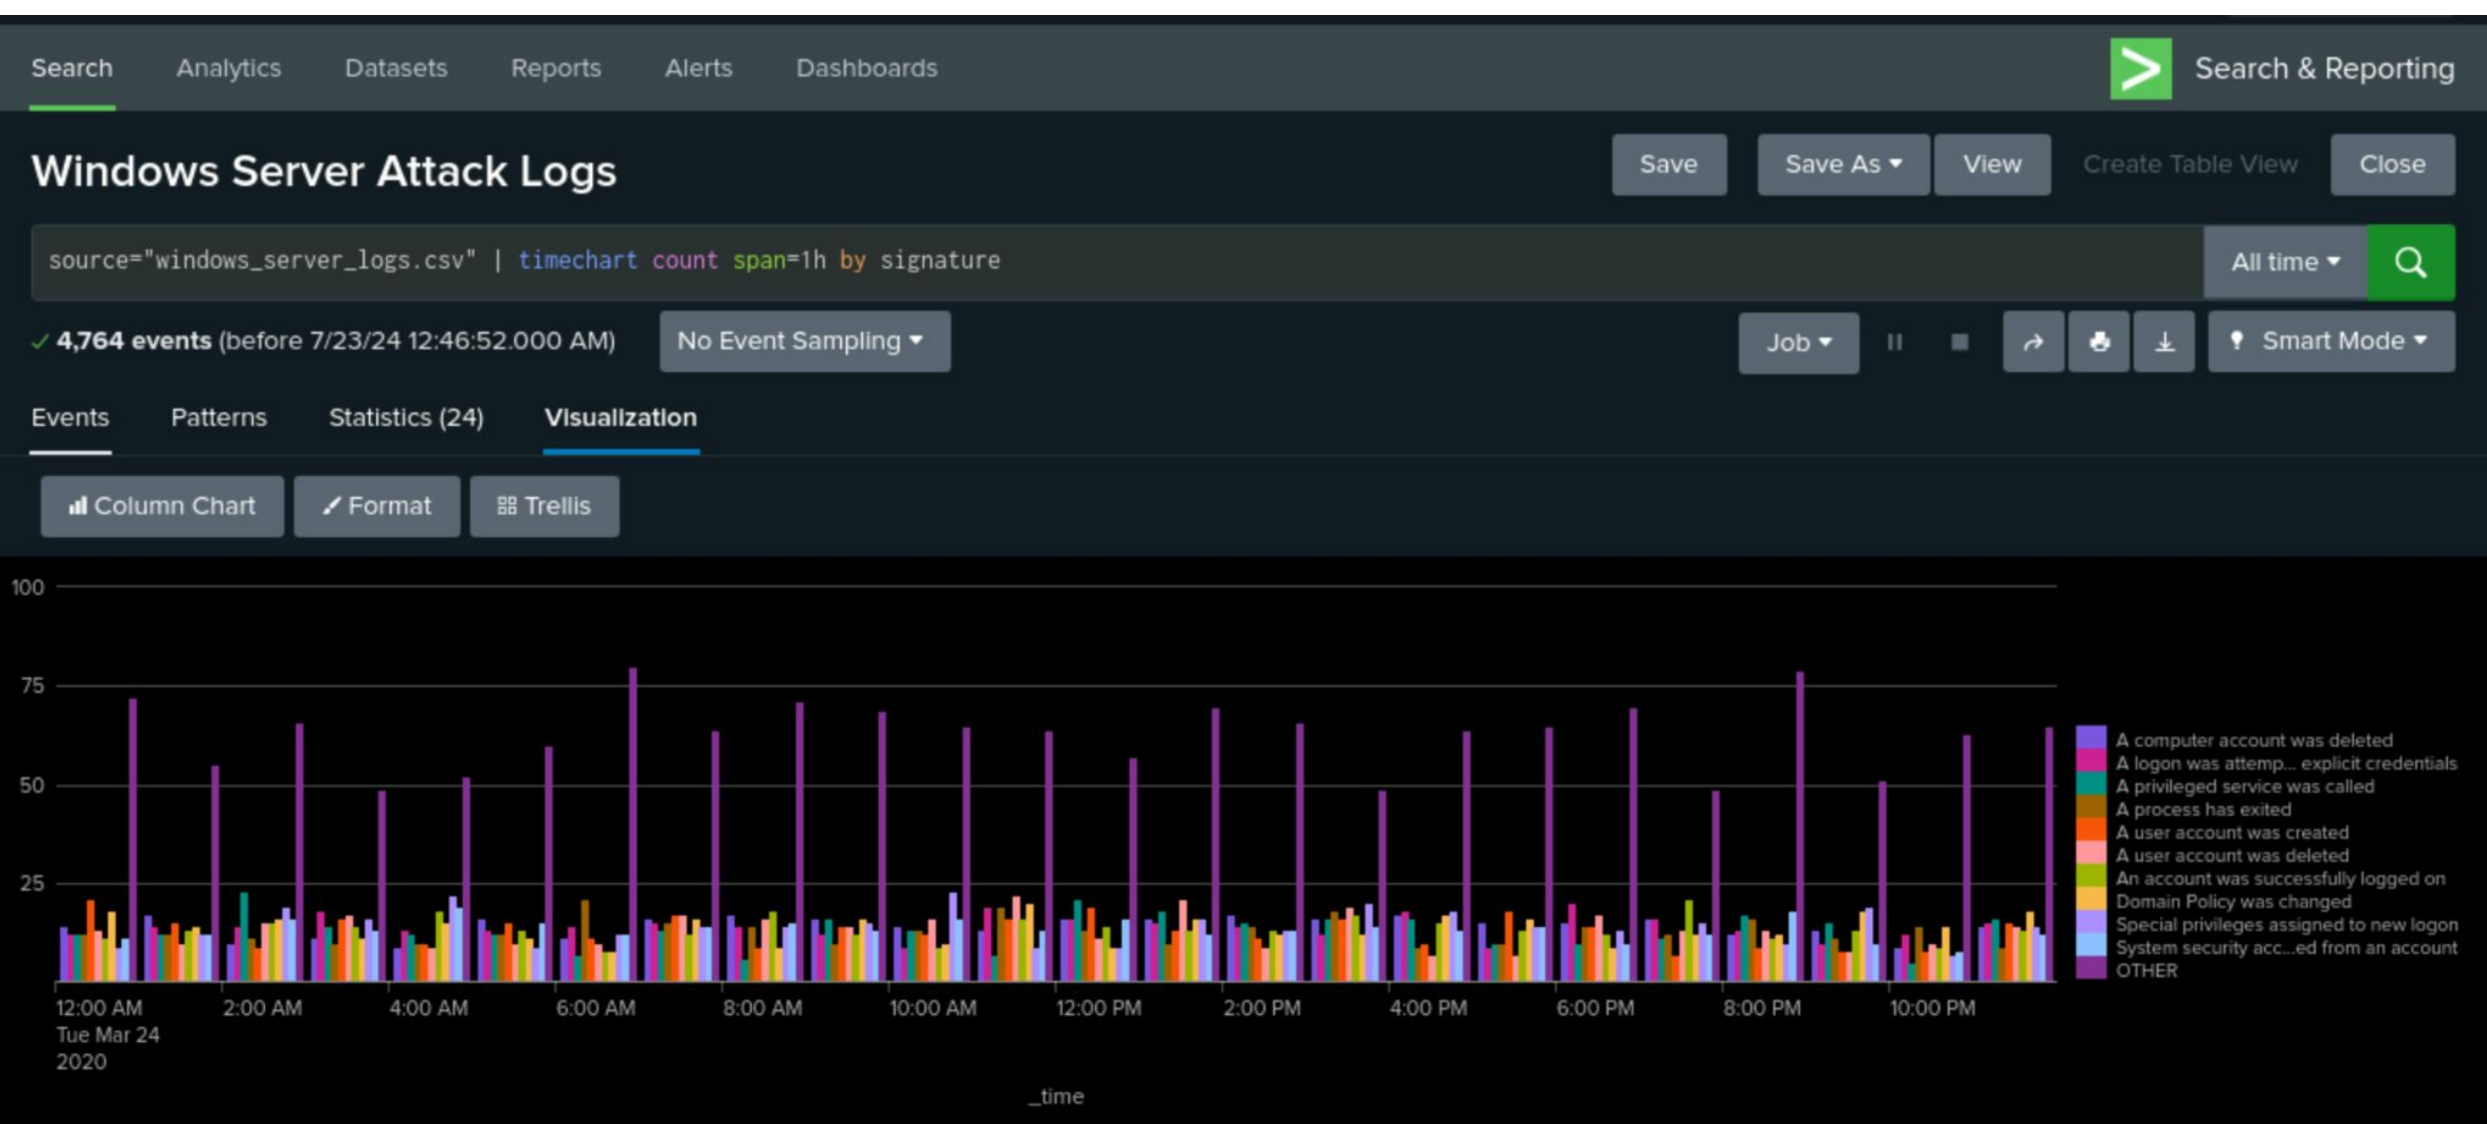 Search Analytics Datasets Reports Alerts Dashboards > Search & Reporting
Windows Server Attack Logs Save Save As View Create Table View Close
source="windows_server_logs.csv" | timechart count span=1h by signature All time
✓ 4,764 events (before 7/23/24 12:46:52.000 AM) No Event Sampling Job Smart Mode
Events Patterns Statistics (24) Visualization
Column Chart Format Trellis
100
75
50
25
A computer account was deleted
A logon was attemp... explicit credentials
A privileged service was called
A process has exited
A user account was created
A user account was deleted
An account was successfully logged on
Domain Policy was changed
Special privileges assigned to new logon
System security acc...ed from an account
OTHER
12:00 AM 2:00 AM 4:00 AM 6:00 AM 8:00 AM 10:00 AM 12:00 PM 2:00 PM 4:00 PM 6:00 PM 8:00 PM 10:00 PM
Tue Mar 24
2020
_time